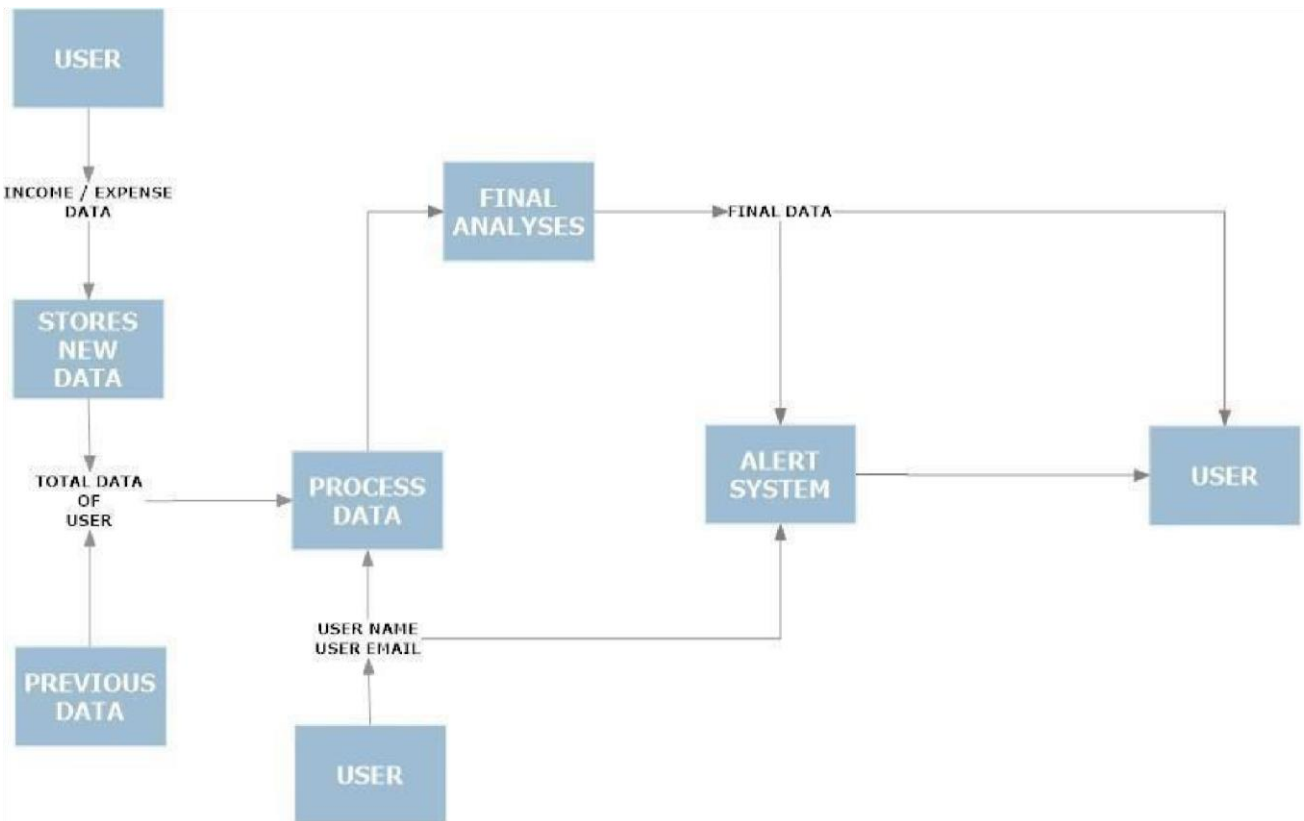 USER
INCOME / EXPENSE
DATA
STORES
NEW
DATA
TOTAL DATA
OF
USER
PREVIOUS
DATA
PROCESS
DATA
USER NAME
USER EMAIL
USER
FINAL
ANALYSES
FINAL DATA
ALERT
SYSTEM
USER